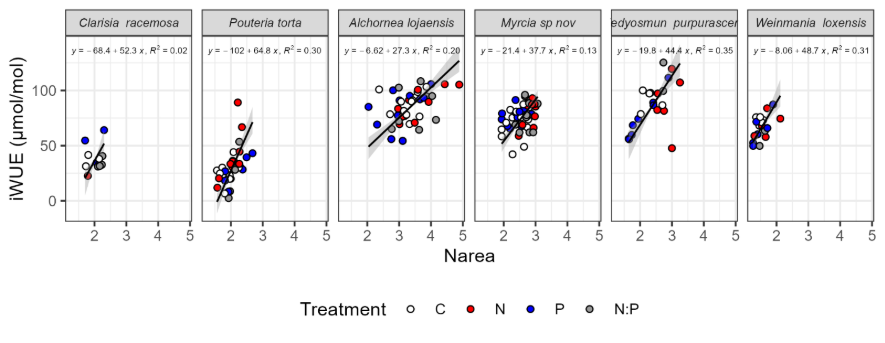 Clarisia racemosa
Pouteria torta
Alchornea lojaensis
Myrcia sp nov
edyosmun purpurascer
Weinmania loxensis
y = −68.4 + 52.3 x, R² = 0.02
y = −102 + 64.8 x, R² = 0.30
y = −6.62 + 27.3 x, R² = 0.20
y = −21.4 + 37.7 x, R² = 0.13
y = −19.8 + 44.4 x, R² = 0.35
y = −8.06 + 48.7 x, R² = 0.31
iWUE (μmol/mol)
100
50
0
2 3 4 5 2 3 4 5 2 3 4 5 2 3 4 5 2 3 4 5 2 3 4 5
Narea
Treatment C N P N:P